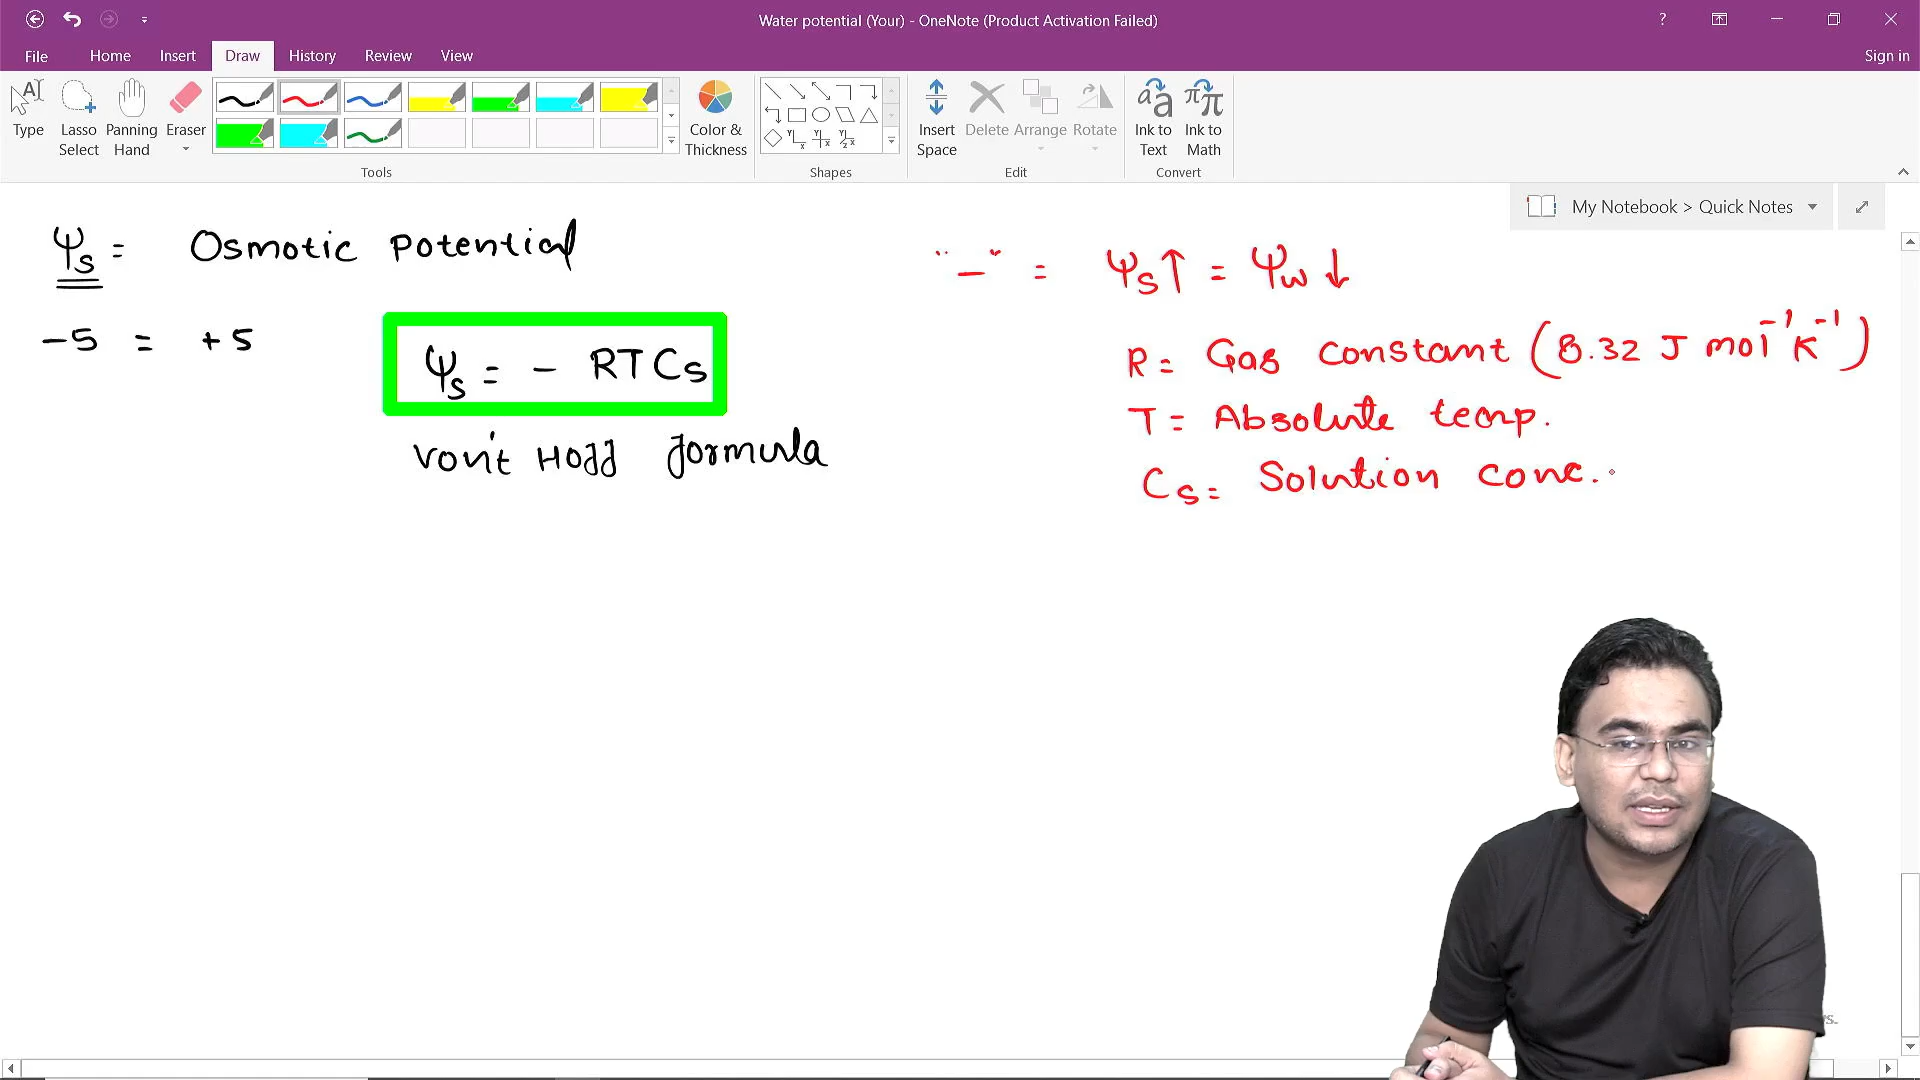 Water potential (Your) - OneNote (Product Activation Failed)
?
File Home Insert Draw History Review View
Sign in
Type
Lasso Select
Panning Hand
Eraser
Color & Thickness
Insert Space
Delete
Arrange
Rotate
Ink to Text
Ink to Math
Tools
Shapes
Edit
Convert
My Notebook > Quick Notes
Ψs = Osmotic Potential
-5 = +5
Ψs = - RTCs
Von't Hoff formula
"-" = Ψs↑ = Ψw↓
R = Gas constant (8.32 J mol⁻¹ K⁻¹)
T = Absolute temp.
Cs = Solution conc.